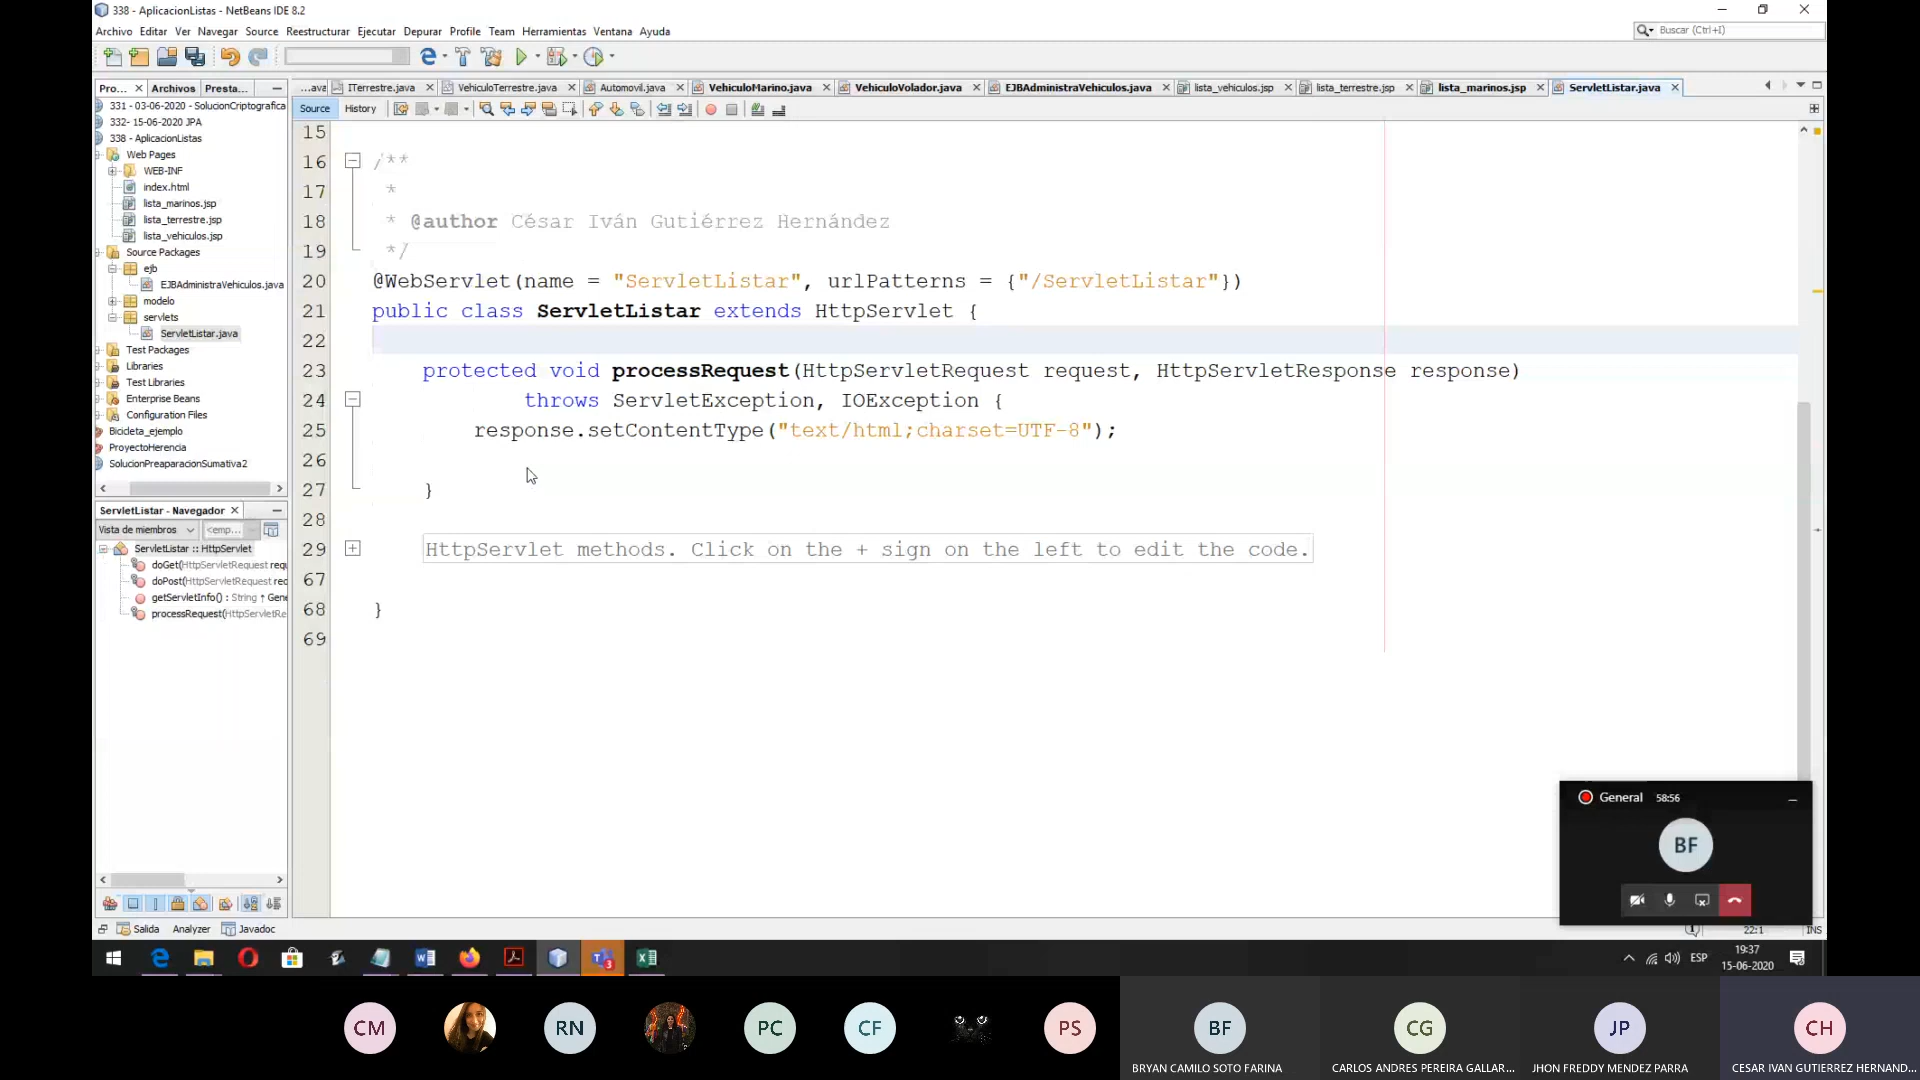 338 - AplicacionListas - NetBeans IDE 8.2
Archivo Editar Ver Navegar Source Reestructurar Ejecutar Depurar Profile Team Herramientas Ventana Ayuda
Buscar (Ctrl+I)
Pro... Archivos Presta...
...ava ITerrestre.java VehiculoTerrestre.java Automovil.java VehiculoMarino.java VehiculoVolador.java EJBAdministraVehiculos.java lista_vehiculos.jsp lista_terrestre.jsp lista_marinos.jsp ServletListar.java
Source History
331 - 03-06-2020 - SolucionCriptografica
332- 15-06-2020 JPA
338 - AplicacionListas
Web Pages
WEB-INF
index.html
lista_marinos.jsp
lista_terrestre.jsp
lista_vehiculos.jsp
Source Packages
ejb
EJBAdministraVehiculos.java
modelo
servlets
ServletListar.java
Test Packages
Libraries
Test Libraries
Enterprise Beans
Configuration Files
Bicideta_ejemplo
ProyectoHerencia
SolucionPreaparacionSumativa2
ServletListar - Navegador
Vista de miembros <emp...
ServletListar :: HttpServlet
doGet(HttpServletRequest requ
doPost(HttpServletRequest rec
getServletInfo() : String ↑ Gene
processRequest(HttpServletRe
15
16 /**
17 *
18 * @author César Iván Gutiérrez Hernández
19 */
20 @WebServlet(name = "ServletListar", urlPatterns = {"/ServletListar"})
21 public class ServletListar extends HttpServlet {
22
23 protected void processRequest(HttpServletRequest request, HttpServletResponse response)
24 throws ServletException, IOException {
25 response.setContentType("text/html;charset=UTF-8");
26
27 }
28
29 HttpServlet methods. Click on the + sign on the left to edit the code.
67
68 }
69
General 58:56
BF
Salida Analyzer Javadoc
22:1 INS
3
ESP
19:37
15-06-2020
CM RN PC CF PS BF CG JP CH
BRYAN CAMILO SOTO FARINA CARLOS ANDRES PEREIRA GALLAR... JHON FREDDY MENDEZ PARRA CESAR IVAN GUTIERREZ HERNAND...